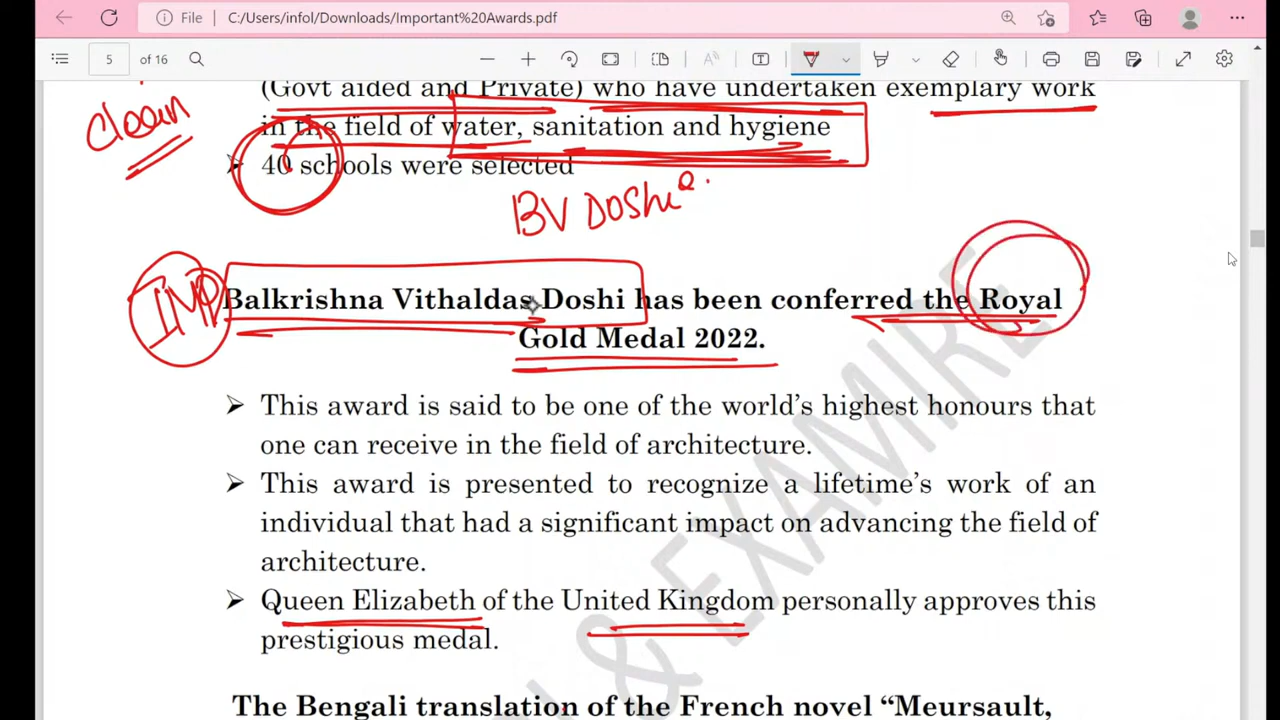 File
C:/Users/infol/Downloads/Important%20Awards.pdf
5 of 16
(Govt aided and Private) who have undertaken exemplary work
clean
in the field of water, sanitation and hygiene
40 schools were selected
BV Doshi
IMP
Balkrishna Vithaldas Doshi has been conferred the Royal
Gold Medal 2022.
This award is said to be one of the world's highest honours that
one can receive in the field of architecture.
This award is presented to recognize a lifetime's work of an
individual that had a significant impact on advancing the field of
architecture.
Queen Elizabeth of the United Kingdom personally approves this
prestigious medal.
The Bengali translation of the French novel “Meursault,
& EXAMIRE